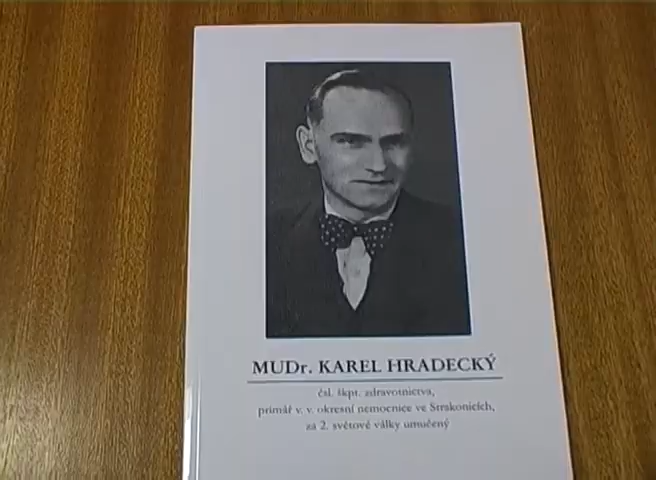 MUDr. KAREL HRADECKÝ
čsl. škpt. zdravotnictva,
primář v. v. okresní nemocnice ve Strakonicích,
za 2. světové války umučený